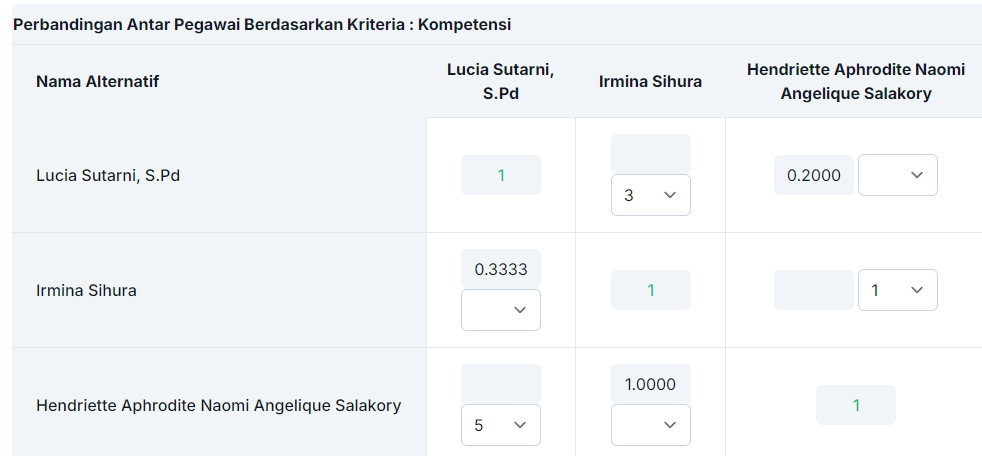 Perbandingan Antar Pegawai Berdasarkan Kriteria : Kompetensi
Nama Alternatif
Lucia Sutarni,
S.Pd
Irmina Sihura
Hendriette Aphrodite Naomi
Angelique Salakory
Lucia Sutarni, S.Pd
1
3
0.2000
Irmina Sihura
0.3333
1
1
Hendriette Aphrodite Naomi Angelique Salakory
5
1.0000
1